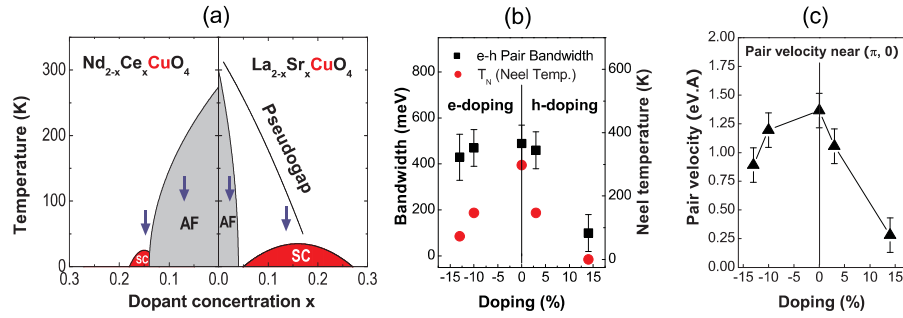 (a)
Nd2-xCexCuO4
La2-xSrxCuO4
Pseudogap
AF
AF
SC
SC
Temperature (K)
300
250
200
150
100
50
0
0.3
0.2
0.1
0.0
0.1
0.2
0.3
Dopant concertration x
(b)
e-h Pair Bandwidth
TN (Neel Temp.)
e-doping
h-doping
Bandwidth (meV)
800
600
400
200
0
Neel temperature (K)
600
400
200
0
-15
-10
-5
0
5
10
15
Doping (%)
(c)
Pair velocity near (π, 0)
Pair velocity (eV.A)
2.00
1.75
1.50
1.25
1.00
0.75
0.50
0.25
0.00
-15
-10
-5
0
5
10
15
Doping (%)